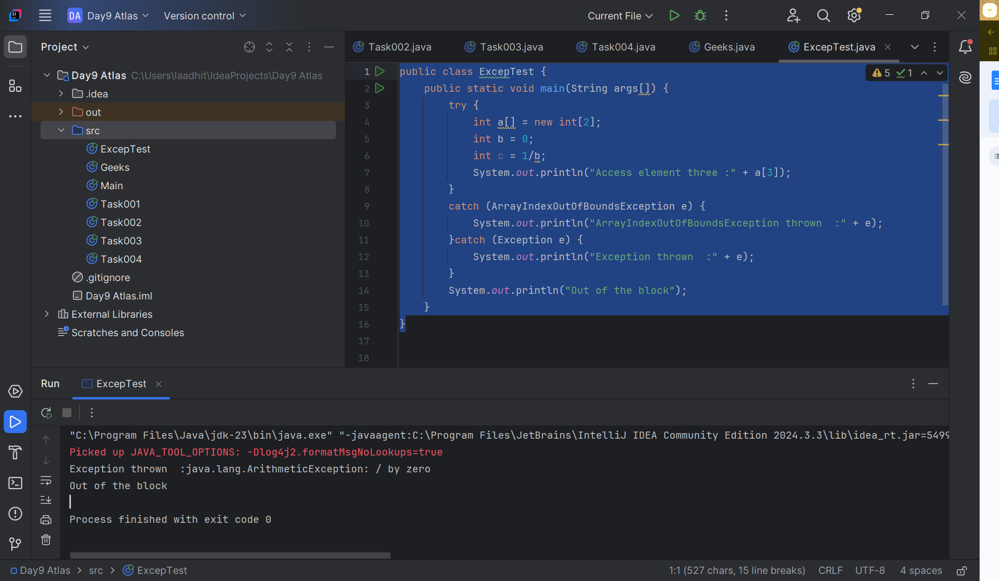 DA Day9 Atlas Version control Current File
Project
Task002.java Task003.java Task004.java Geeks.java ExcepTest.java
Day9 Atlas C:\Users\laadhit\IdeaProjects\Day9 Atlas
.idea
out
src
ExcepTest
Geeks
Main
Task001
Task002
Task003
Task004
.gitignore
Day9 Atlas.iml
External Libraries
Scratches and Consoles
5 1
1 public class ExcepTest {
2 public static void main(String args[]) {
3 try {
4 int a[] = new int[2];
5 int b = 0;
6 int c = 1/b;
7 System.out.println("Access element three :" + a[3]);
8 }
9 catch (ArrayIndexOutOfBoundsException e) {
10 System.out.println("ArrayIndexOutOfBoundsException thrown  :" + e);
11 }catch (Exception e) {
12 System.out.println("Exception thrown  :" + e);
13 }
14 System.out.println("Out of the block");
15 }
16 }
17
18
Run ExcepTest
"C:\Program Files\Java\jdk-23\bin\java.exe" "-javaagent:C:\Program Files\JetBrains\IntelliJ IDEA Community Edition 2024.3.3\lib\idea_rt.jar=5499
Picked up JAVA_TOOL_OPTIONS: -Dlog4j2.formatMsgNoLookups=true
Exception thrown  :java.lang.ArithmeticException: / by zero
Out of the block
Process finished with exit code 0
Day9 Atlas > src > ExcepTest 1:1 (527 chars, 15 line breaks) CRLF UTF-8 4 spaces